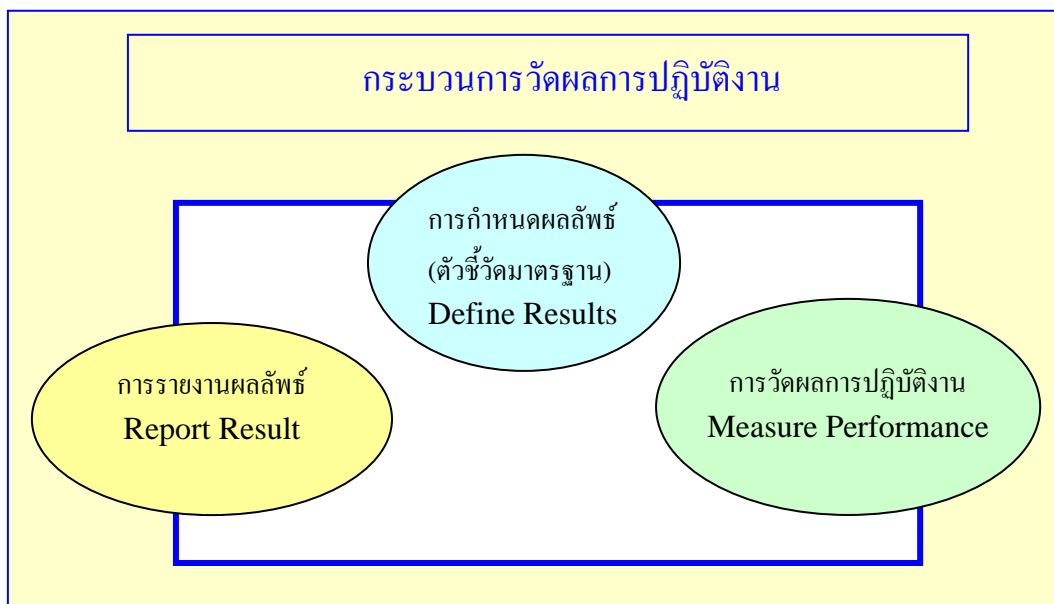 กระบวนการวัดผลการปฏิบัติงาน
การกำหนดผลลัพธ์
(ตัวชี้วัดมาตรฐาน)
Define Results
การรายงานผลลัพธ์
Report Result
การวัดผลการปฏิบัติงาน
Measure Performance